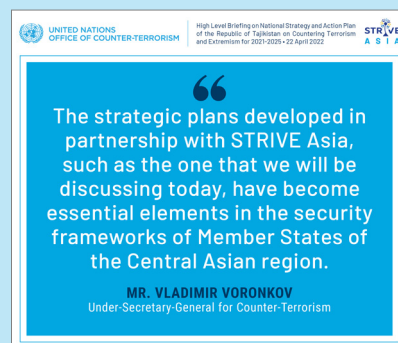 UNITED NATIONS
OFFICE OF COUNTER-TERRORISM
High Level Briefing on National Strategy and Action Plan
of the Republic of Tajikistan on Countering Terrorism
and Extremism for 2021-2025 • 22 April 2022
STRIVE
ASIA
“
The strategic plans developed in
partnership with STRIVE Asia,
such as the one that we will be
discussing today, have become
essential elements in the security
frameworks of Member States of
the Central Asian region.
MR. VLADIMIR VORONKOV
Under-Secretary-General for Counter-Terrorism